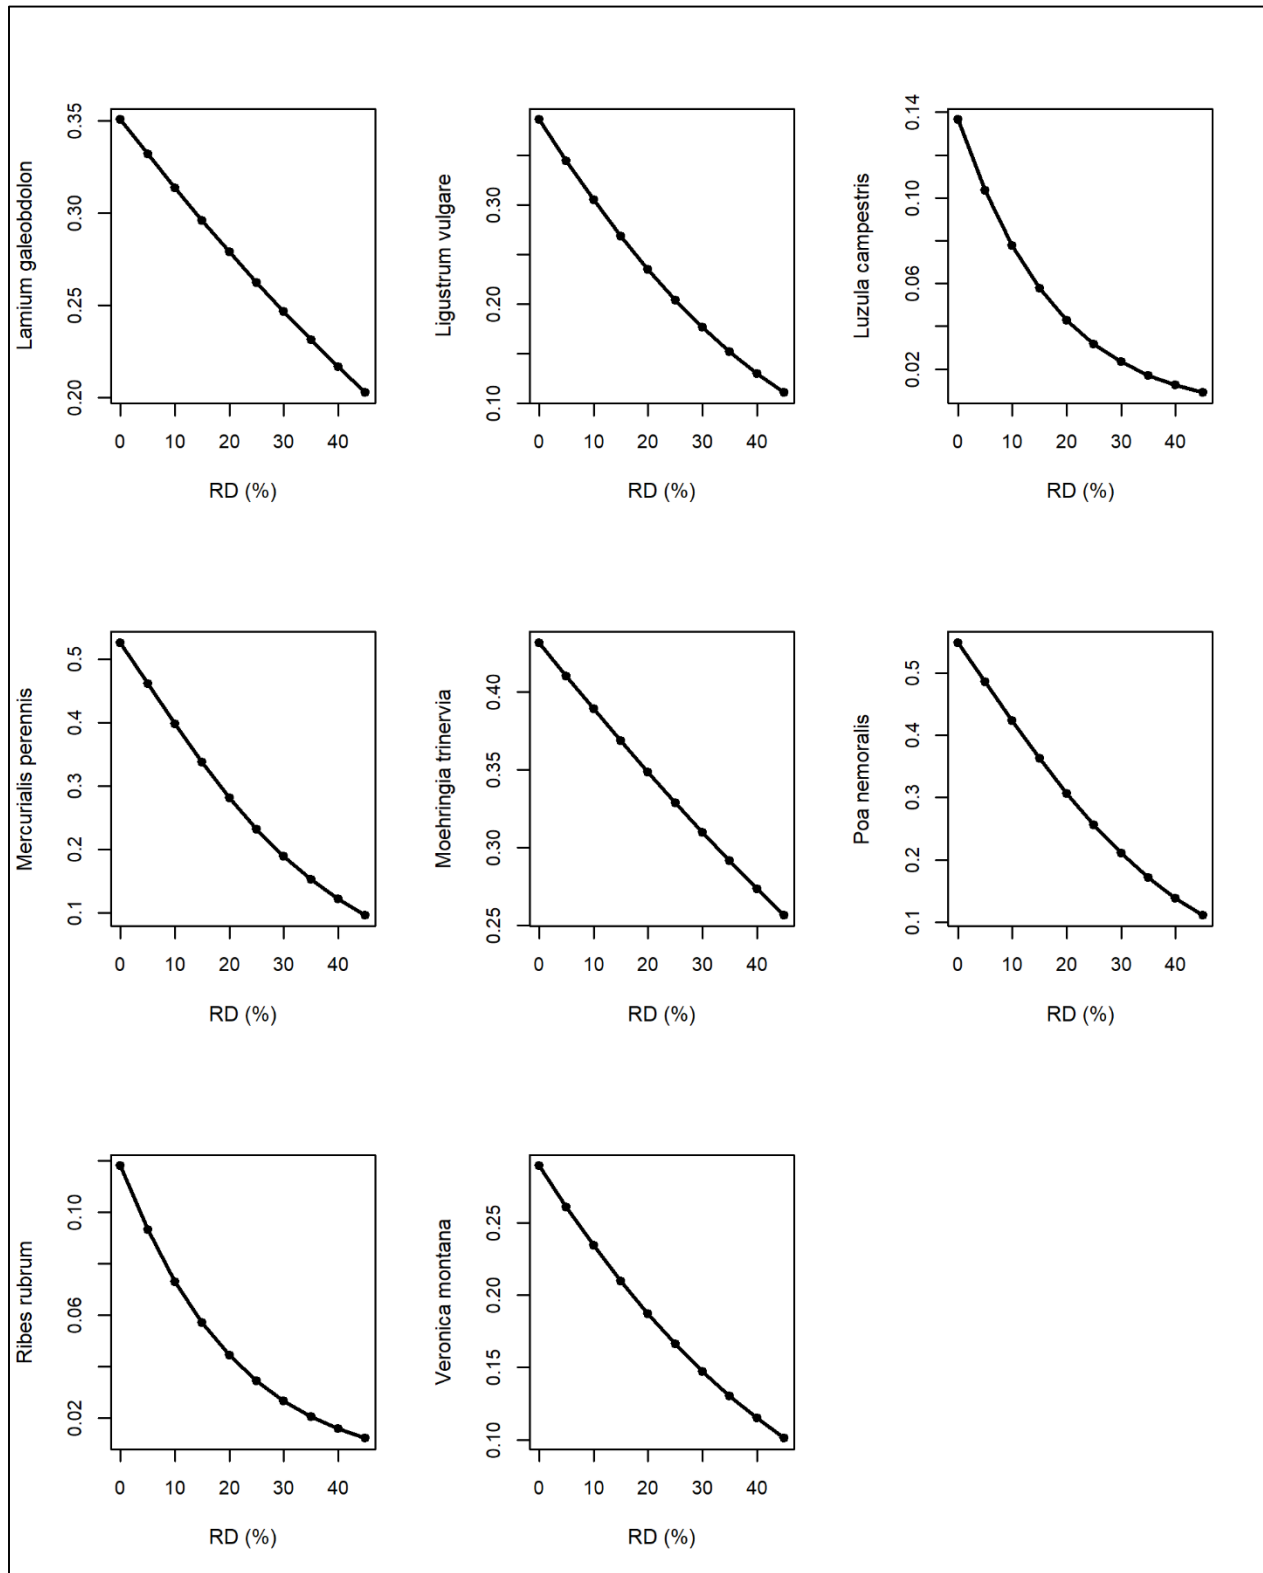 Lamium galeobdolon
0.35
0.30
0.25
0.20
0 10 20 30 40
RD (%)
Ligustrum vulgare
0.30
0.20
0.10
0 10 20 30 40
RD (%)
Luzula campestris
0.14
0.10
0.06
0.02
0 10 20 30 40
RD (%)
Mercurialis perennis
0.5
0.4
0.3
0.2
0.1
0 10 20 30 40
RD (%)
Moehringia trinervia
0.40
0.35
0.30
0.25
0 10 20 30 40
RD (%)
Poa nemoralis
0.5
0.4
0.3
0.2
0.1
0 10 20 30 40
RD (%)
Ribes rubrum
0.10
0.06
0.02
0 10 20 30 40
RD (%)
Veronica montana
0.25
0.20
0.15
0.10
0 10 20 30 40
RD (%)